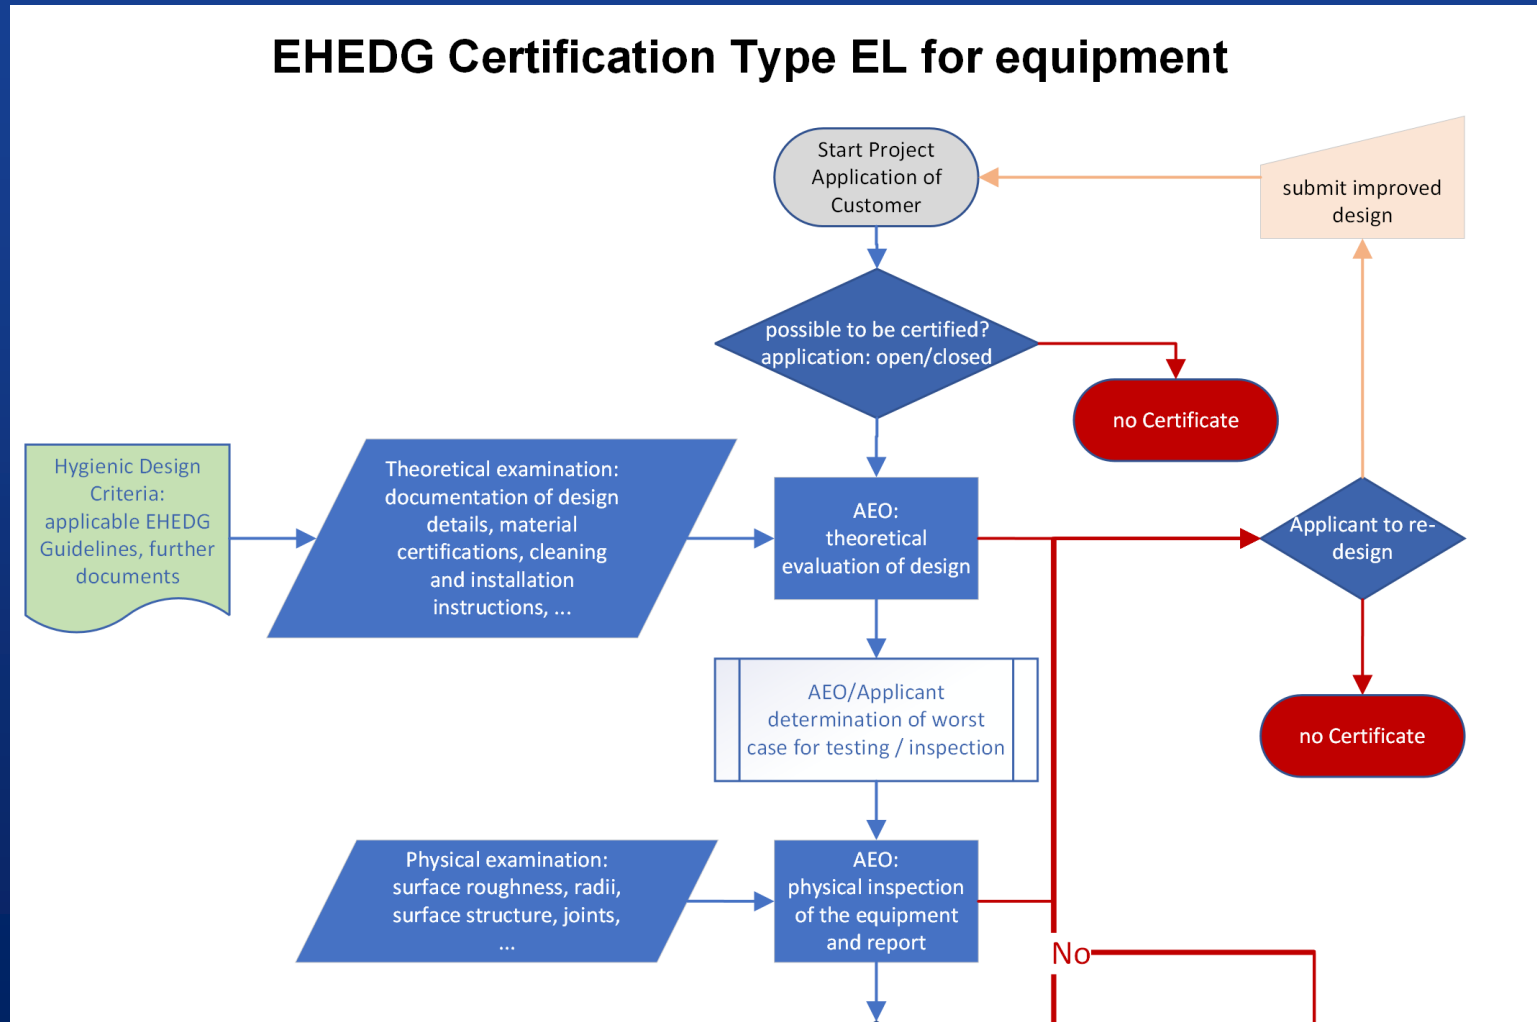 EHEDG Certification Type EL for equipment
Start Project
Application of
Customer
submit improved
design
possible to be certified?
application: open/closed
no Certificate
Hygienic Design
Criteria:
applicable EHEDG
Guidelines, further
documents
Theoretical examination:
documentation of design
details, material
certifications, cleaning
and installation
instructions, ...
AEO:
theoretical
evaluation of design
Applicant to re-
design
AEO/Applicant
determination of worst
case for testing / inspection
no Certificate
Physical examination:
surface roughness, radii,
surface structure, joints,
...
AEO:
physical inspection
of the equipment
and report
No